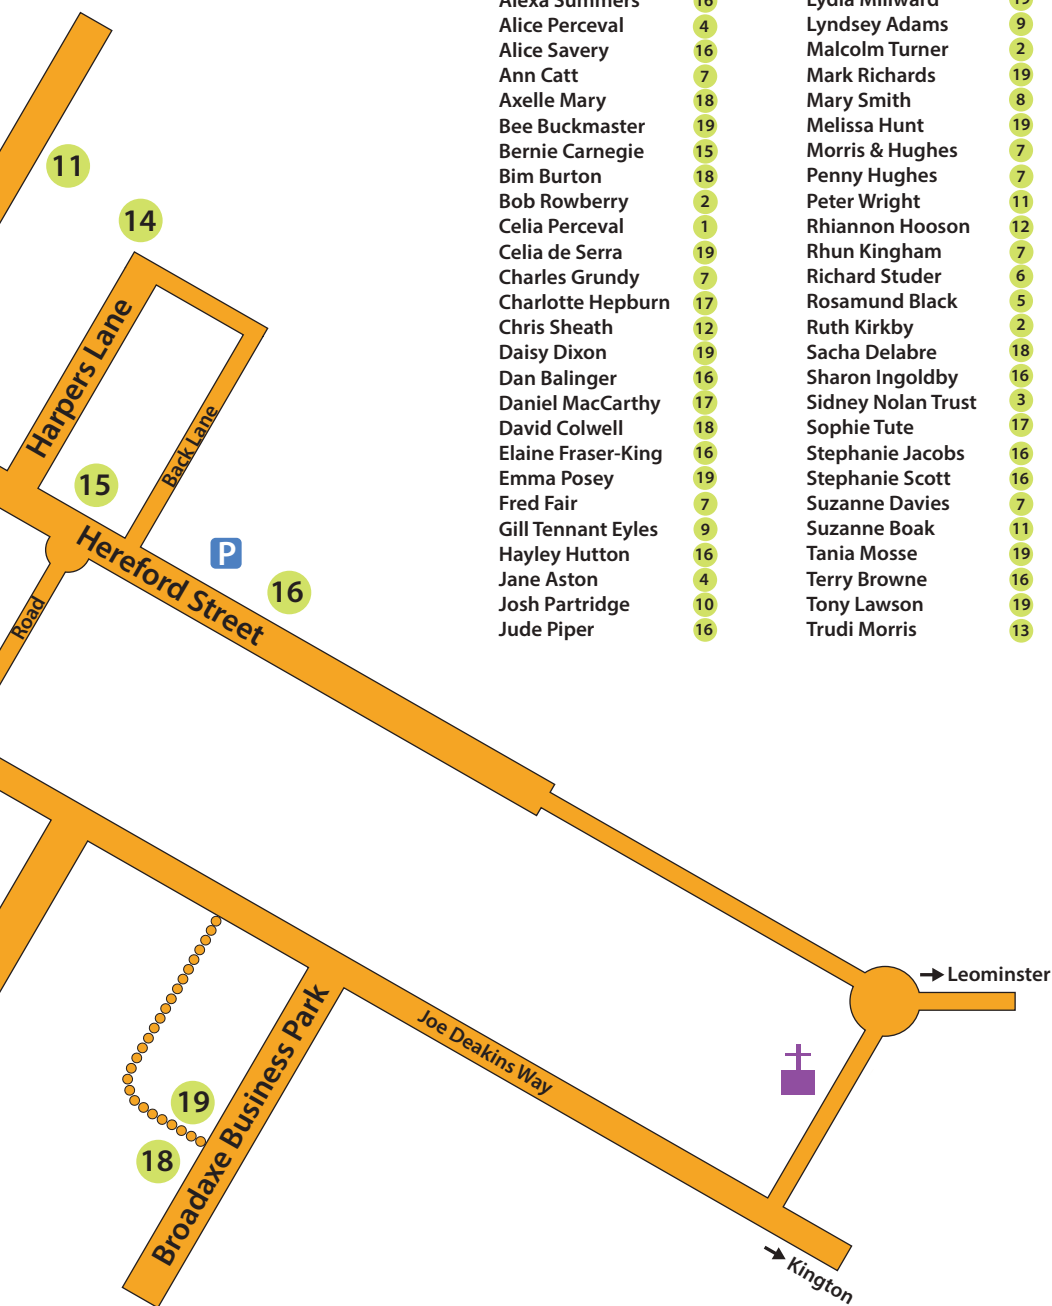 Alexa Summers 16
Alice Perceval 4
Alice Savery 16
Ann Catt 7
Axelle Mary 18
Bee Buckmaster 19
Bernie Carnegie 15
Bim Burton 18
Bob Rowberry 2
Celia Perceval 1
Celia de Serra 19
Charles Grundy 7
Charlotte Hepburn 17
Chris Sheath 12
Daisy Dixon 19
Dan Balinger 16
Daniel MacCarthy 17
David Colwell 18
Elaine Fraser-King 16
Emma Posey 19
Fred Fair 7
Gill Tennant Eyles 9
Hayley Hutton 16
Jane Aston 4
Josh Partridge 10
Jude Piper 16
Lydia Millward 19
Lyndsey Adams 9
Malcolm Turner 2
Mark Richards 19
Mary Smith 8
Melissa Hunt 19
Morris & Hughes 7
Penny Hughes 7
Peter Wright 11
Rhiannon Hooson 12
Rhun Kingham 7
Richard Studer 6
Rosamund Black 5
Ruth Kirkby 2
Sacha Delabre 18
Sharon Ingoldby 16
Sidney Nolan Trust 3
Sophie Tute 17
Stephanie Jacobs 16
Stephanie Scott 16
Suzanne Davies 7
Suzanne Boak 11
Tania Mosse 19
Terry Browne 16
Tony Lawson 19
Trudi Morris 13
11
14
Harpers Lane
Back Lane
15
P
Hereford Street
16
Road
Leominster
Joe Deakins Way
Broadaxe Business Park
19
18
Kington